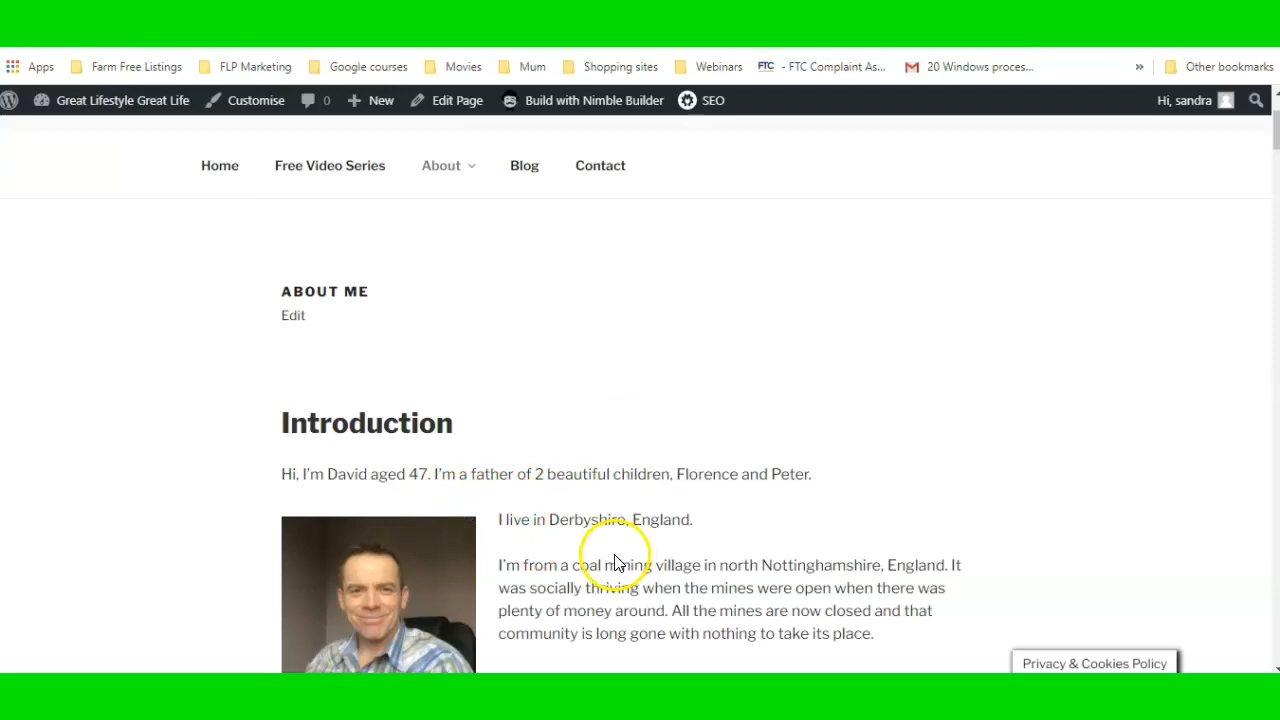 Apps Farm Free Listings FLP Marketing Google courses Movies Mum Shopping sites Webinars FTC - FTC Complaint As... 20 Windows proces... » Other bookmarks
Great Lifestyle Great Life Customise 0 New Edit Page Build with Nimble Builder SEO Hi, sandra
Home Free Video Series About Blog Contact
ABOUT ME
Edit
Introduction
Hi, I'm David aged 47. I'm a father of 2 beautiful children, Florence and Peter.
I live in Derbyshire, England.
I'm from a coal mining village in north Nottinghamshire, England. It
was socially thriving when the mines were open when there was
plenty of money around. All the mines are now closed and that
community is long gone with nothing to take its place.
Privacy & Cookies Policy